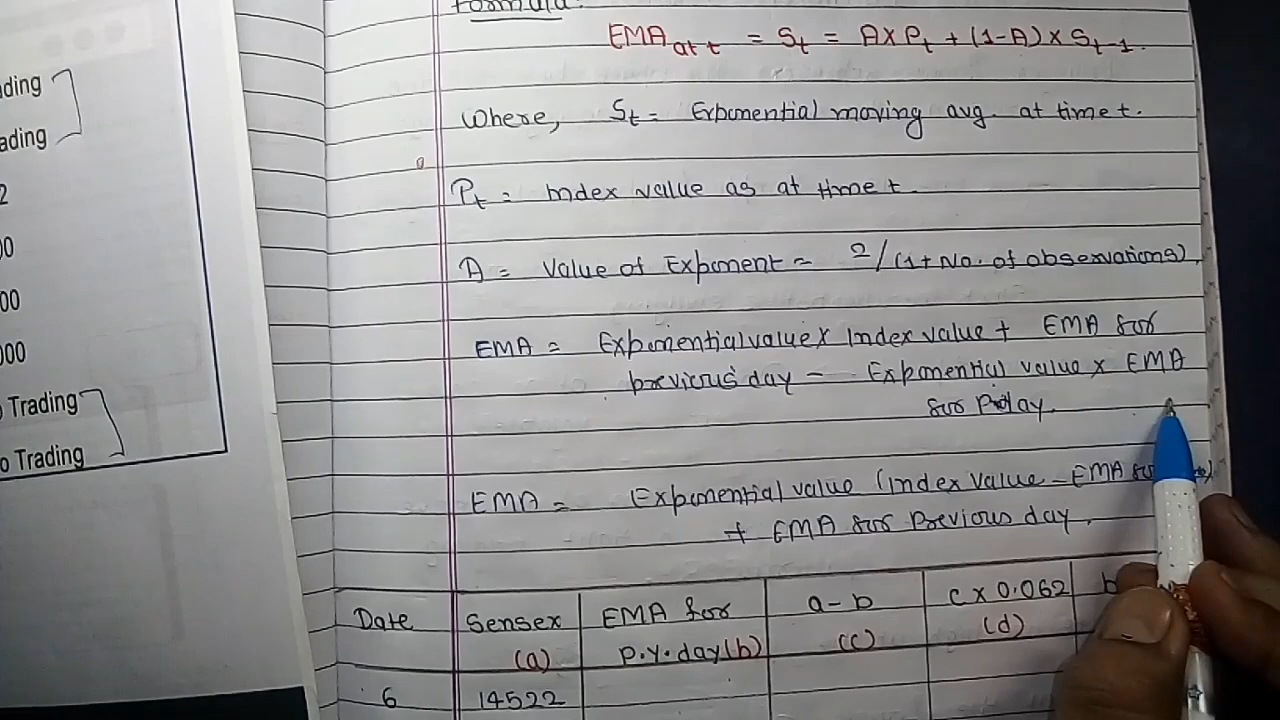 ding
ading
2
00
00
000
o Trading
o Trading
Formula:
EMA at t = St = A X Pt + (1-A) X St-1.
Where, St = Exponential moving avg. at time t.
Pt = Index value as at time t.
A = Value of Exponent = 2/(1+No. of observations),
EMA = Exponential value X Index value + EMA for
previous day - Exponential value x EMA
for P.day.
EMA = Exponential value (Index value - EMA for
+ EMA for Previous day.
Date Sensex EMA for a-b c x 0.062 b
(a) p.y.day(b) (c) (d)
6 14522